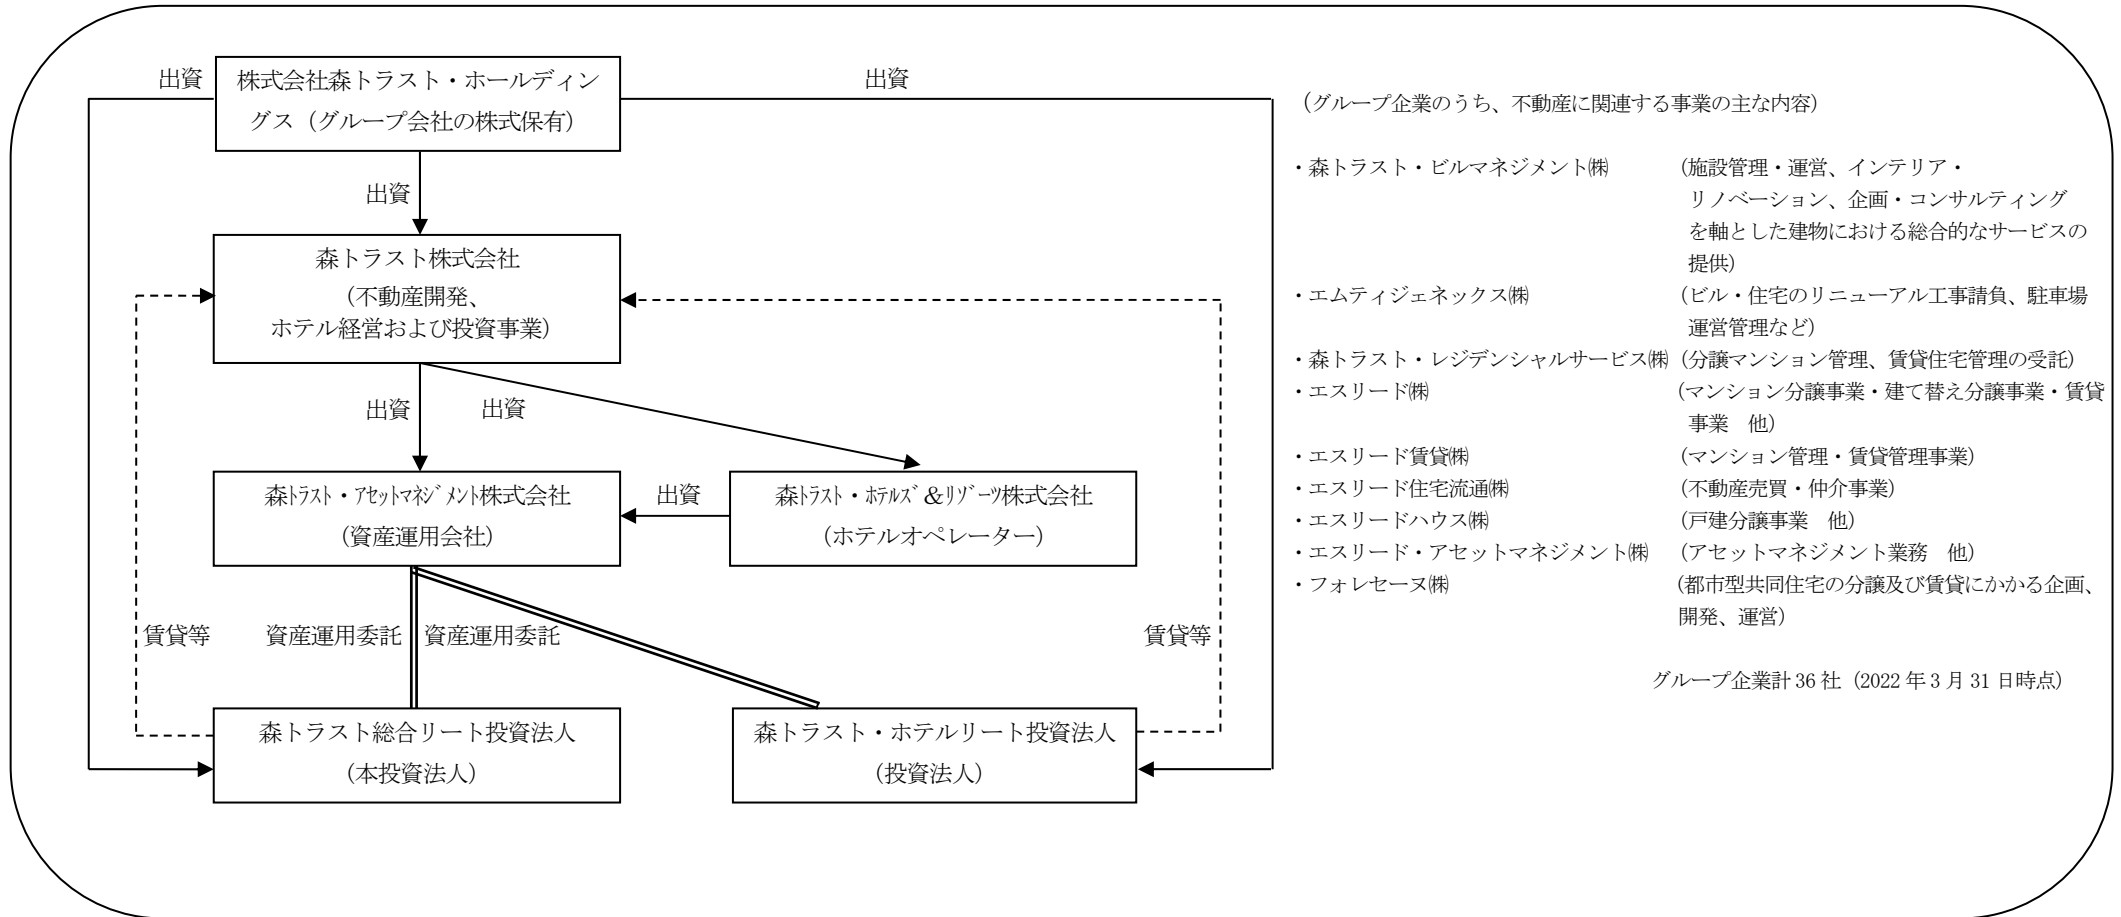 出資
株式会社森トラスト・ホールディン
グス（グループ会社の株式保有）
出資
出資
森トラスト株式会社
（不動産開発、
ホテル経営および投資事業）
出資
出資
森ﾄﾗｽﾄ・ｱｾｯﾄﾏﾈｼﾞﾒﾝﾄ株式会社
（資産運用会社）
出資
森ﾄﾗｽﾄ・ﾎﾃﾙｽﾞ＆ﾘｿﾞｰﾂ株式会社
（ホテルオペレーター）
賃貸等
資産運用委託
資産運用委託
賃貸等
森トラスト総合リート投資法人
（本投資法人）
森トラスト・ホテルリート投資法人
（投資法人）
（グループ企業のうち、不動産に関連する事業の主な内容）
・森トラスト・ビルマネジメント㈱ （施設管理・運営、インテリア・
リノベーション、企画・コンサルティング
を軸とした建物における総合的なサービスの
提供）
・エムティジェネックス㈱ （ビル・住宅のリニューアル工事請負、駐車場
運営管理など）
・森トラスト・レジデンシャルサービス㈱ （分譲マンション管理、賃貸住宅管理の受託）
・エスリード㈱ （マンション分譲事業・建て替え分譲事業・賃貸
事業　他）
・エスリード賃貸㈱ （マンション管理・賃貸管理事業）
・エスリード住宅流通㈱ （不動産売買・仲介事業）
・エスリードハウス㈱ （戸建分譲事業　他）
・エスリード・アセットマネジメント㈱ （アセットマネジメント業務　他）
・フォレセーヌ㈱ （都市型共同住宅の分譲及び賃貸にかかる企画、
開発、運営）
グループ企業計 36 社（2022 年 3 月 31 日時点）